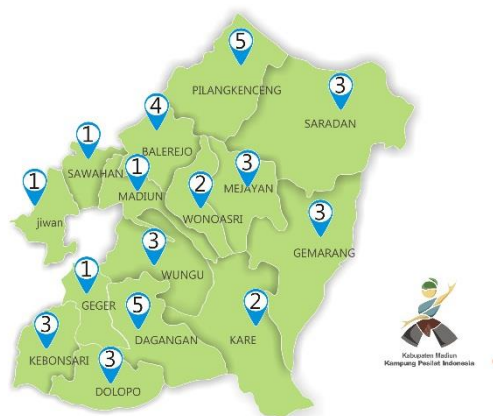 5
PILANGKENCENG
3
SARADAN
4
BALEREJO
1
SAWAHAN
1
MADIUN
3
MEJAYAN
2
WONOASRI
1
jiwan
3
GEMARANG
3
WUNGU
1
GEGER
5
DAGANGAN
2
KARE
3
KEBONSARI
3
DOLOPO
Kabupaten Madiun
Kampung Pesilat Indonesia